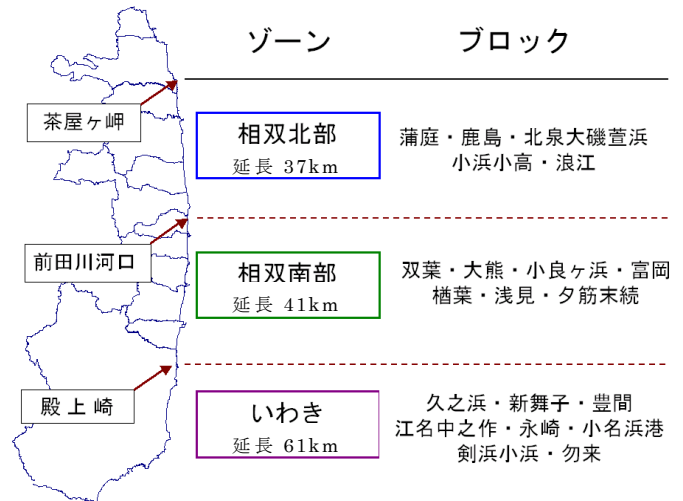 ゾーン
ブロック
茶屋ヶ岬
相双北部
延長 37km
蒲庭・鹿島・北泉大磯萱浜
小浜小高・浪江
前田川河口
相双南部
延長 41km
双葉・大熊・小良ヶ浜・富岡
楢葉・浅見・夕筋末続
殿上崎
いわき
延長 61km
久之浜・新舞子・豊間
江名中之作・永崎・小名浜港
剣浜小浜・勿来